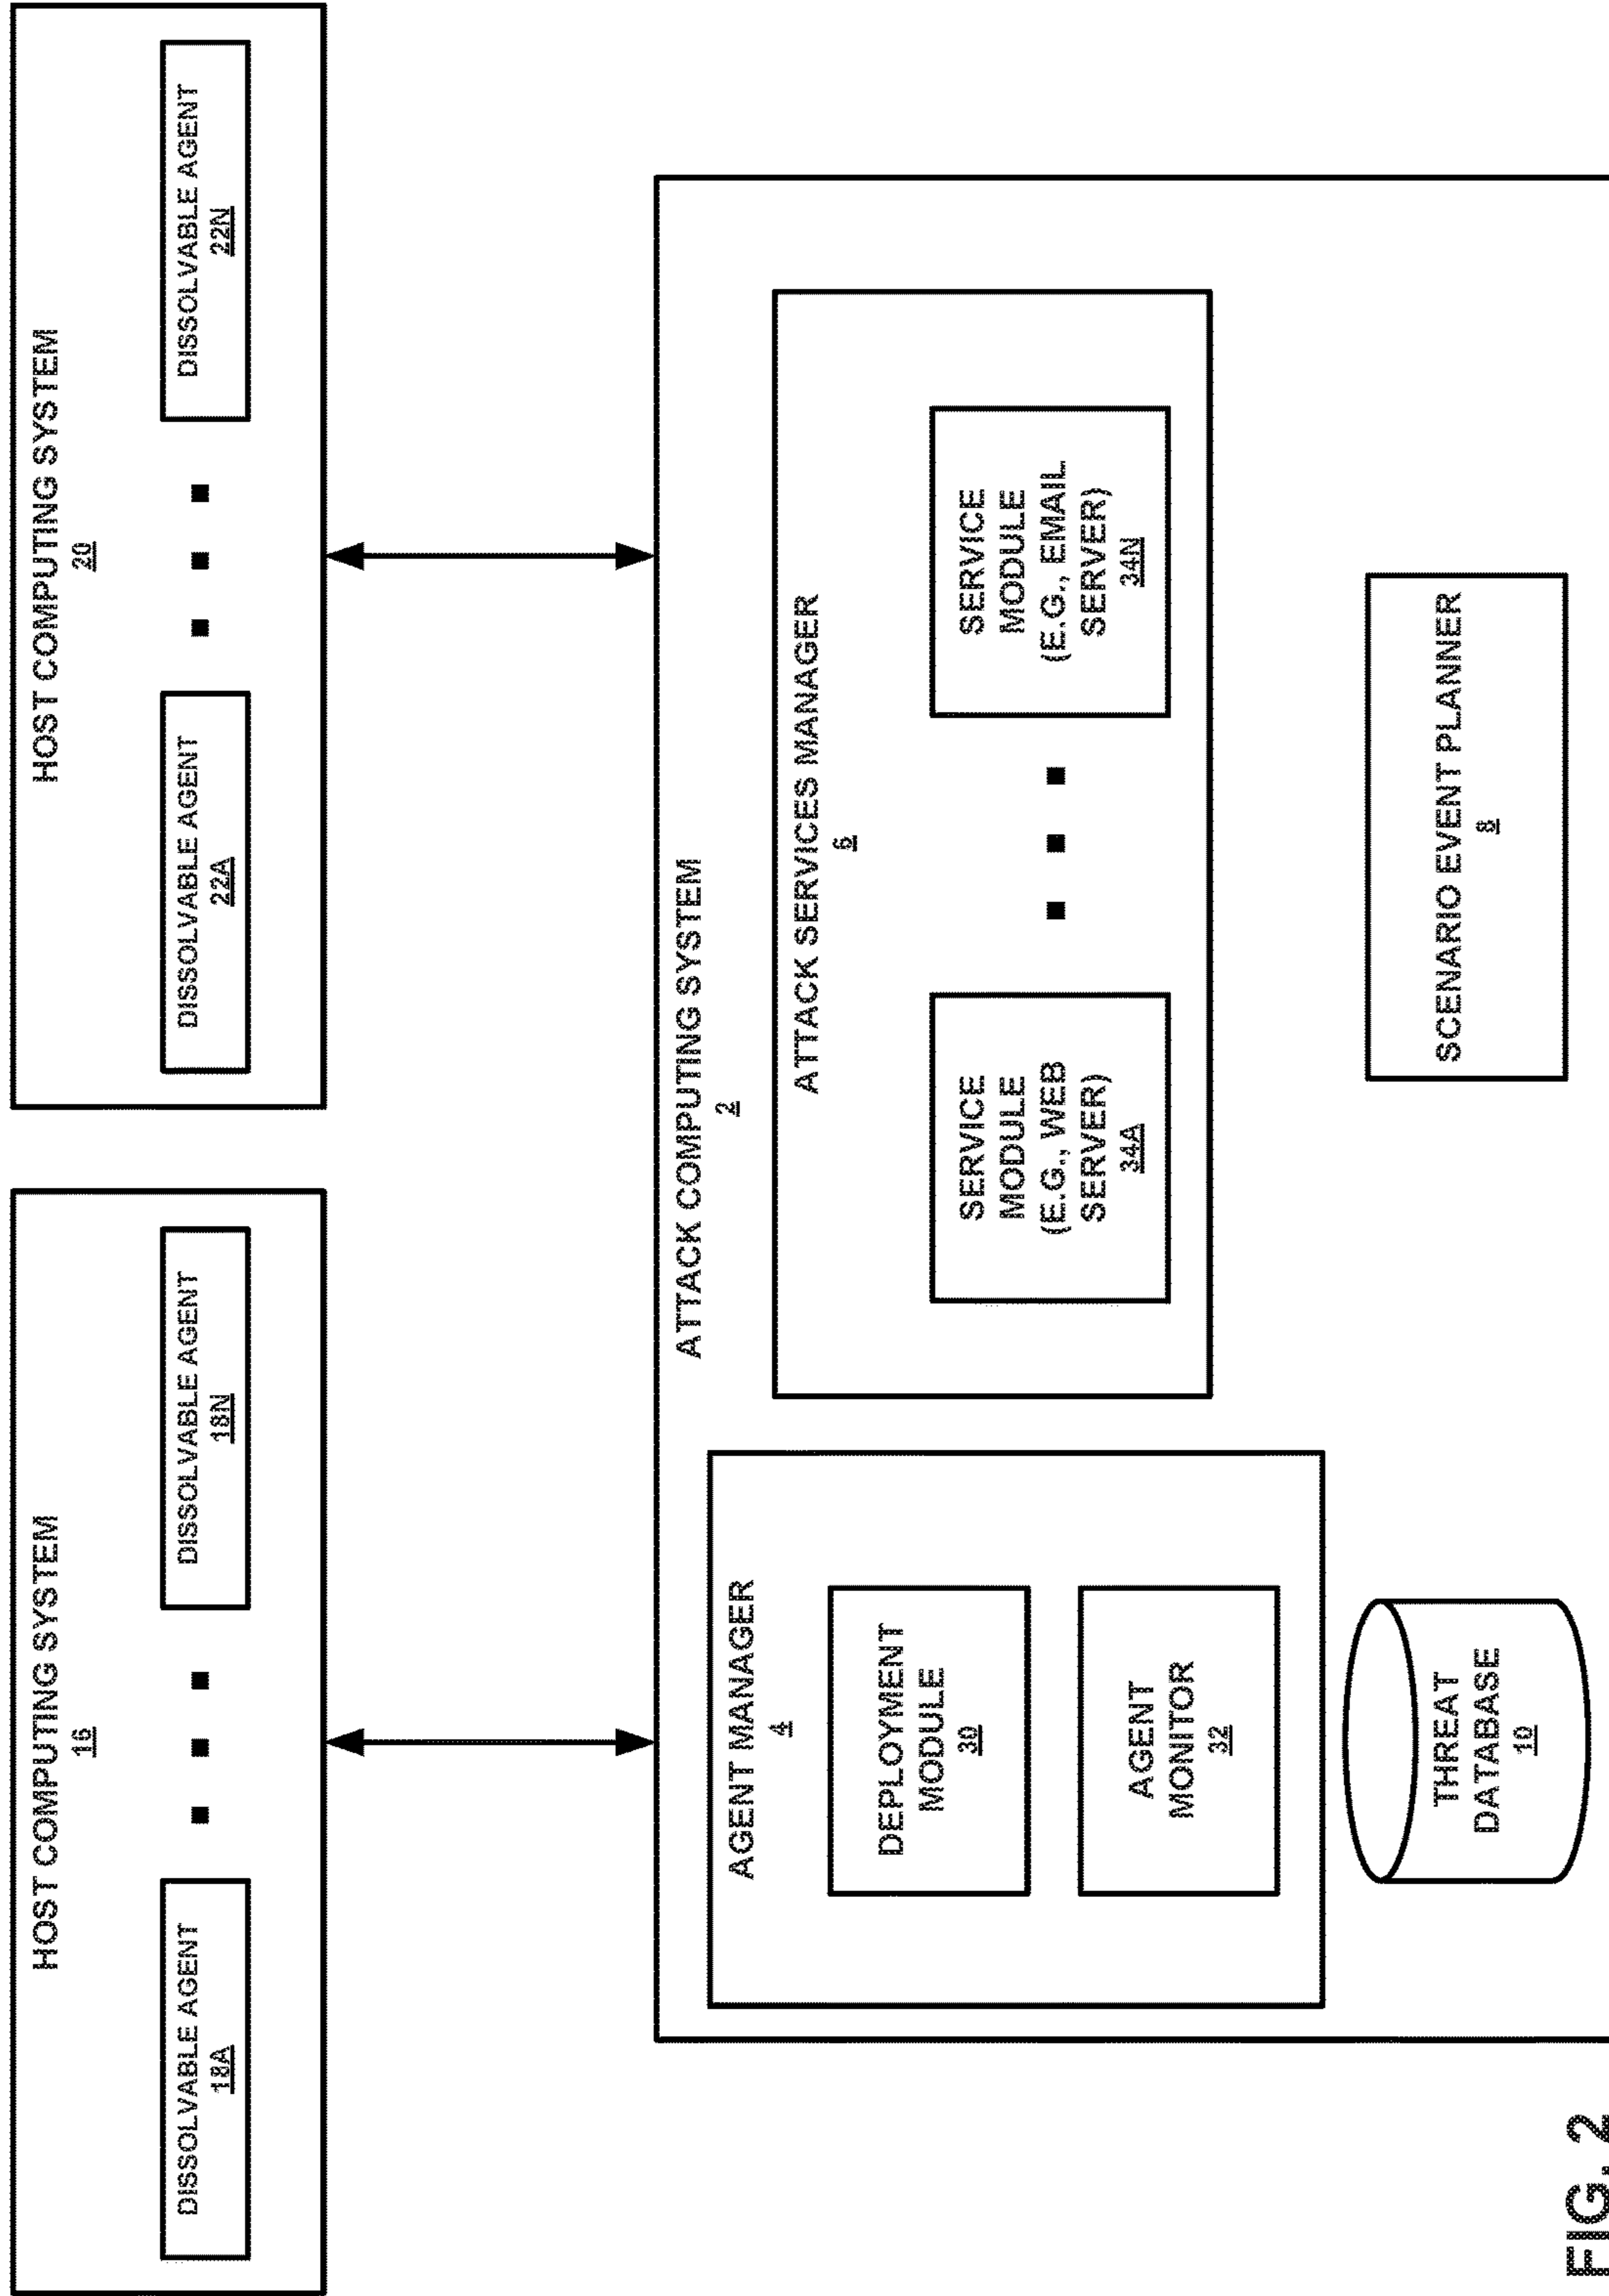 HOST COMPUTING SYSTEM
16
DISSOLVABLE AGENT
18A
DISSOLVABLE AGENT
18N
HOST COMPUTING SYSTEM
20
DISSOLVABLE AGENT
22A
DISSOLVABLE AGENT
22N
ATTACK COMPUTING SYSTEM
2
AGENT MANAGER
4
DEPLOYMENT
MODULE
30
AGENT
MONITOR
32
THREAT
DATABASE
10
ATTACK SERVICES MANAGER
6
SERVICE
MODULE
(E.G., WEB
SERVER)
34A
SERVICE
MODULE
(E.G., EMAIL
SERVER)
34N
SCENARIO EVENT PLANNER
8
FIG. 2